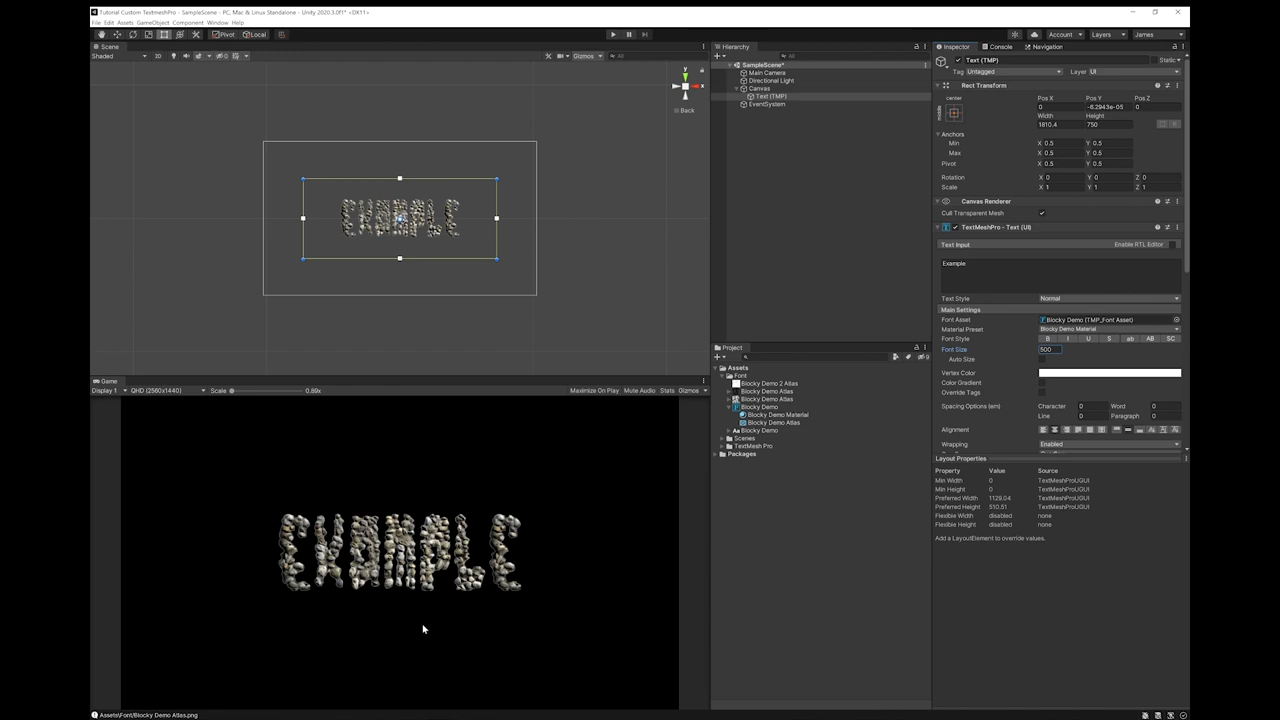 Tutorial Custom TextmeshPro - SampleScene - PC, Mac & Linux Standalone - Unity 2020.3.0f1* <DX11>
File Edit Assets GameObject Component Window Help
Pivot Local Account Layers James
Scene
Shaded 2D Gizmos All
y
x
Back
EXAMPLE
Game
Display 1 QHD (2560x1440) Scale 0.89x Maximize On Play Mute Audio Stats Gizmos
EXAMPLE
Hierarchy
All
SampleScene*
Main Camera
Directional Light
Canvas
Text (TMP)
EventSystem
Project
Assets
Font
Blocky Demo 2 Atlas
Blocky Demo Atlas
Blocky Demo Atlas
Blocky Demo
Blocky Demo Material
Blocky Demo Atlas
Blocky Demo
Scenes
TextMesh Pro
Packages
Inspector Console Navigation
Text (TMP) Static
Tag Untagged Layer UI
Rect Transform
center Pos X Pos Y Pos Z
middle 0 -6.2943e-05 0
Width Height
1810.4 750
Anchors
Min X 0.5 Y 0.5
Max X 0.5 Y 0.5
Pivot X 0.5 Y 0.5
Rotation X 0 Y 0 Z 0
Scale X 1 Y 1 Z 1
Canvas Renderer
Cull Transparent Mesh
TextMeshPro - Text (UI)
Text Input Enable RTL Editor
Example
Text Style Normal
Main Settings
Font Asset Blocky Demo (TMP_Font Asset)
Material Preset Blocky Demo Material
Font Style B I U S ab AB SC
Font Size 500
Auto Size
Vertex Color
Color Gradient
Override Tags
Spacing Options (em) Character 0 Word 0
Line 0 Paragraph 0
Alignment
Wrapping Enabled
Layout Properties
Property Value Source
Min Width 0 TextMeshProUGUI
Min Height 0 TextMeshProUGUI
Preferred Width 1129.04 TextMeshProUGUI
Preferred Height 510.51 TextMeshProUGUI
Flexible Width disabled none
Flexible Height disabled none
Add a LayoutElement to override values.
Assets\Font/Blocky Demo Atlas.png